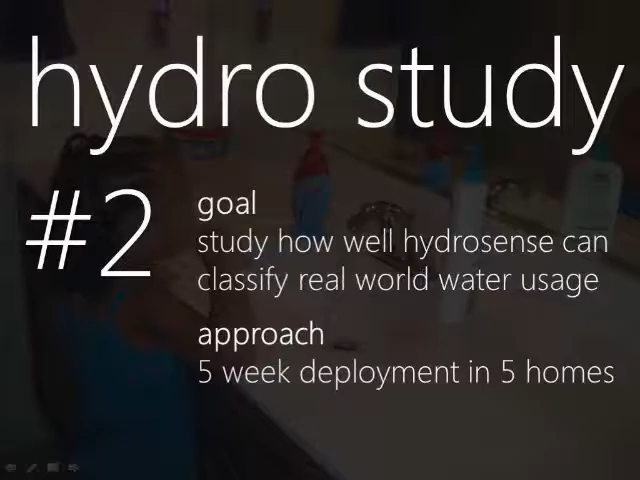 hydro study
#2
goal
study how well hydrosense can
classify real world water usage
approach
5 week deployment in 5 homes